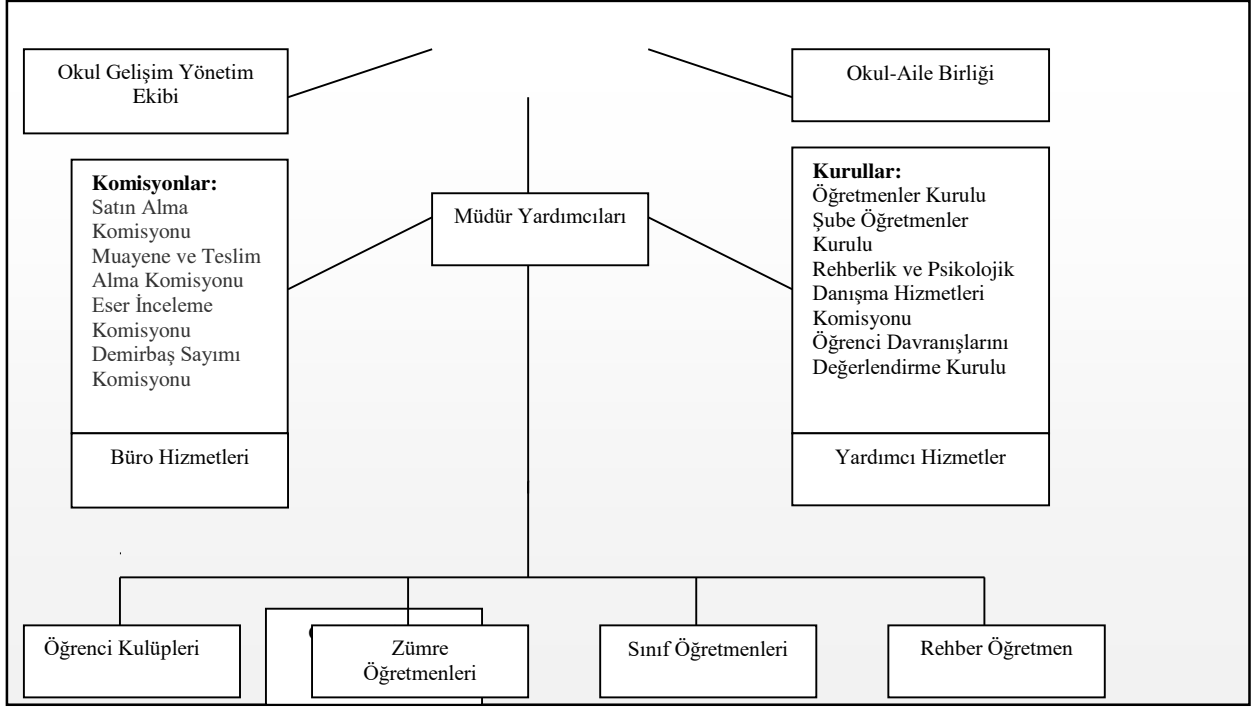 Okul Gelişim Yönetim
Ekibi
Okul-Aile Birliği
Komisyonlar:
Satın Alma
Komisyonu
Muayene ve Teslim
Alma Komisyonu
Eser İnceleme
Komisyonu
Demirbaş Sayımı
Komisyonu
Müdür Yardımcıları
Kurullar:
Öğretmenler Kurulu
Şube Öğretmenler
Kurulu
Rehberlik ve Psikolojik
Danışma Hizmetleri
Komisyonu
Öğrenci Davranışlarını
Değerlendirme Kurulu
Büro Hizmetleri
Yardımcı Hizmetler
Öğrenci Kulüpleri
Zümre
Öğretmenleri
Sınıf Öğretmenleri
Rehber Öğretmen